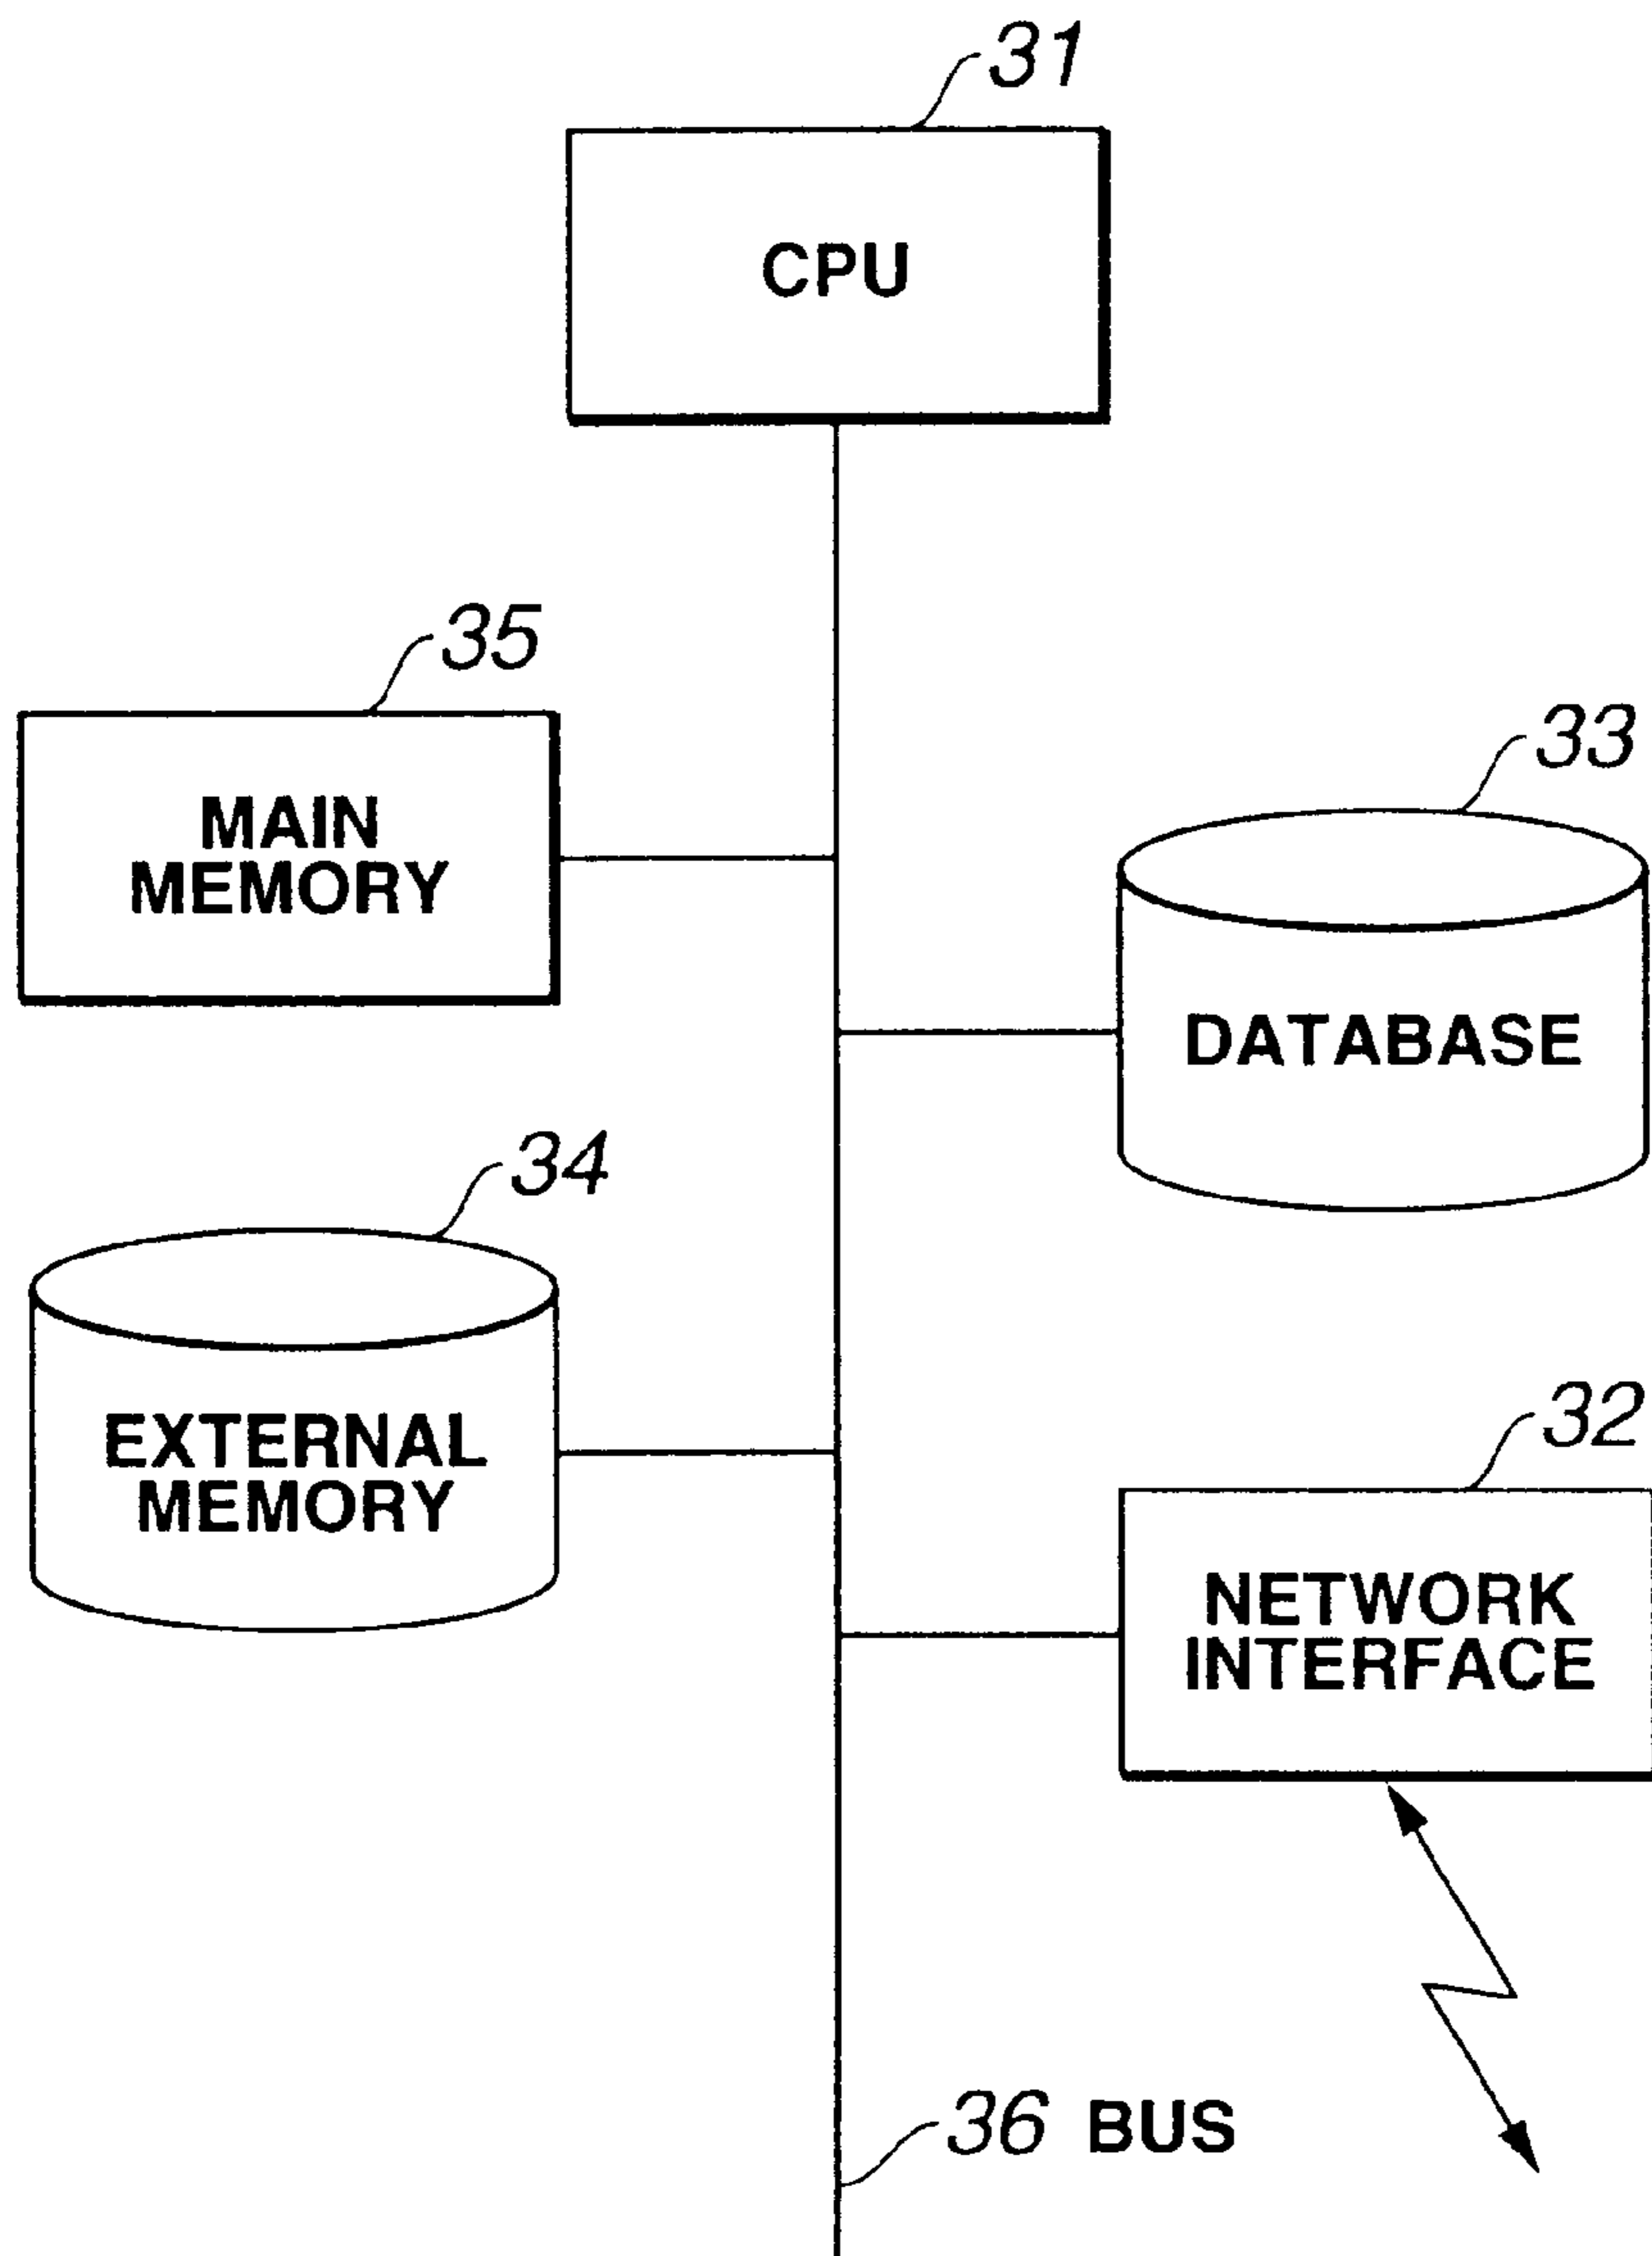 31
CPU
35
MAIN
MEMORY
33
DATABASE
34
EXTERNAL
MEMORY
32
NETWORK
INTERFACE
36 BUS